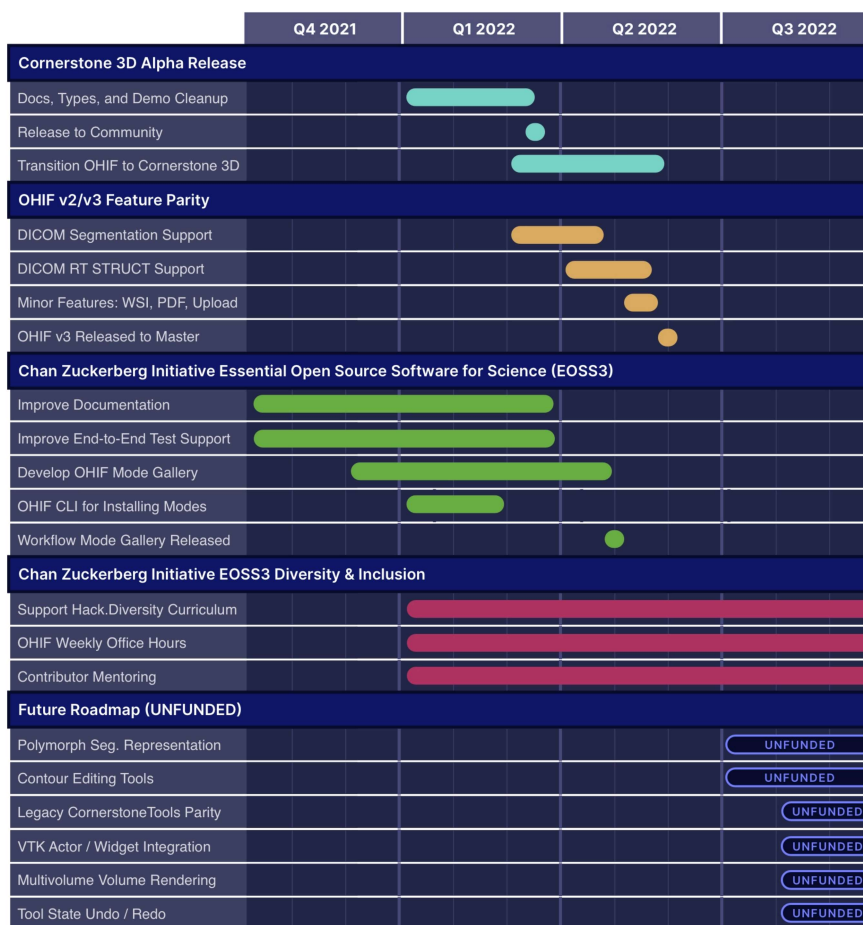 Q4 2021 Q1 2022 Q2 2022 Q3 2022
Cornerstone 3D Alpha Release
Docs, Types, and Demo Cleanup
Release to Community
Transition OHIF to Cornerstone 3D
OHIF v2/v3 Feature Parity
DICOM Segmentation Support
DICOM RT STRUCT Support
Minor Features: WSI, PDF, Upload
OHIF v3 Released to Master
Chan Zuckerberg Initiative Essential Open Source Software for Science (EOSS3)
Improve Documentation
Improve End-to-End Test Support
Develop OHIF Mode Gallery
OHIF CLI for Installing Modes
Workflow Mode Gallery Released
Chan Zuckerberg Initiative EOSS3 Diversity & Inclusion
Support Hack.Diversity Curriculum
OHIF Weekly Office Hours
Contributor Mentoring
Future Roadmap (UNFUNDED)
Polymorph Seg. Representation UNFUNDED
Contour Editing Tools UNFUNDED
Legacy CornerstoneTools Parity UNFUNDED
VTK Actor / Widget Integration UNFUNDED
Multivolume Volume Rendering UNFUNDED
Tool State Undo / Redo UNFUNDED